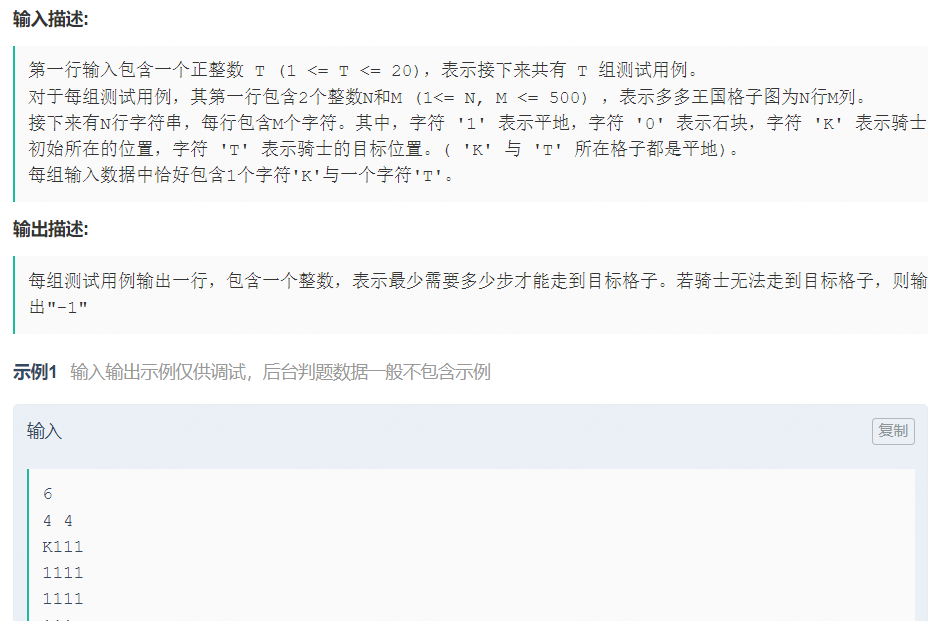 输入描述:
第一行输入包含一个正整数 T (1 <= T <= 20)，表示接下来共有 T 组测试用例。
对于每组测试用例，其第一行包含2个整数N和M (1<= N, M <= 500) ，表示多多王国格子图为N行M列。
接下来有N行字符串，每行包含M个字符。其中，字符 '1' 表示平地，字符 '0' 表示石块，字符 'K' 表示骑士
初始所在的位置，字符 'T' 表示骑士的目标位置。( 'K' 与 'T' 所在格子都是平地)。
每组输入数据中恰好包含1个字符'K'与一个字符'T'。
输出描述:
每组测试用例输出一行，包含一个整数，表示最少需要多少步才能走到目标格子。若骑士无法走到目标格子，则输
出"-1"
示例1 输入输出示例仅供调试，后台判题数据一般不包含示例
输入 复制
6
4 4
K111
1111
1111